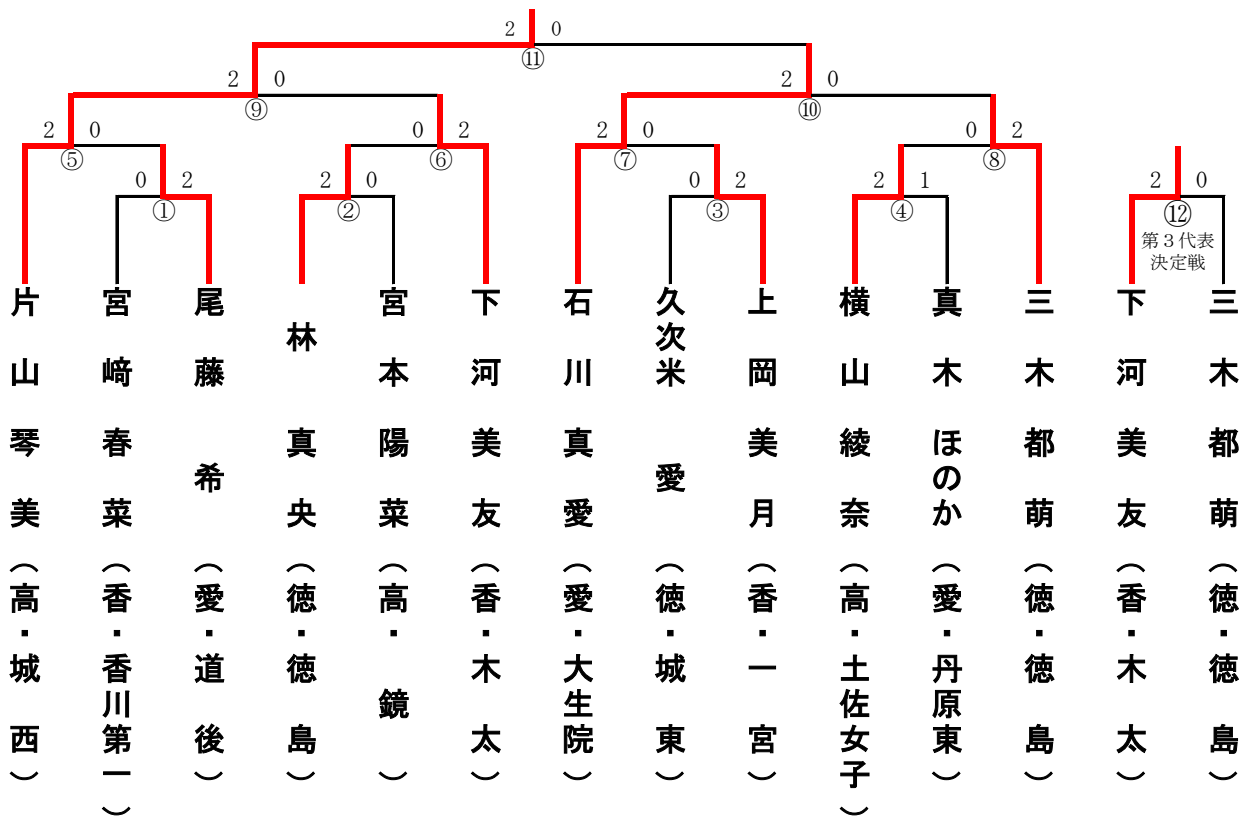 2 0
⑪
2 0 2 0
⑨ ⑩
2 0 0 2 2 0 0 2
⑤ ⑥ ⑦ ⑧
0 2 2 0 0 2 2 1 2 0
① ② ③ ④ ⑫
第3代表
決定戦
片山琴美(高・城西)
宮﨑春菜(香・香川第一)
尾藤希(愛・道後)
林真央(徳・徳島)
宮本陽菜(高・鏡)
下河美友(香・木太)
石川真愛(愛・大生院)
久次米愛(徳・城東)
上岡美月(香・一宮)
横山綾奈(高・土佐女子)
真木ほのか(愛・丹原東)
三木都萌(徳・徳島)
下河美友(香・木太)
三木都萌(徳・徳島)